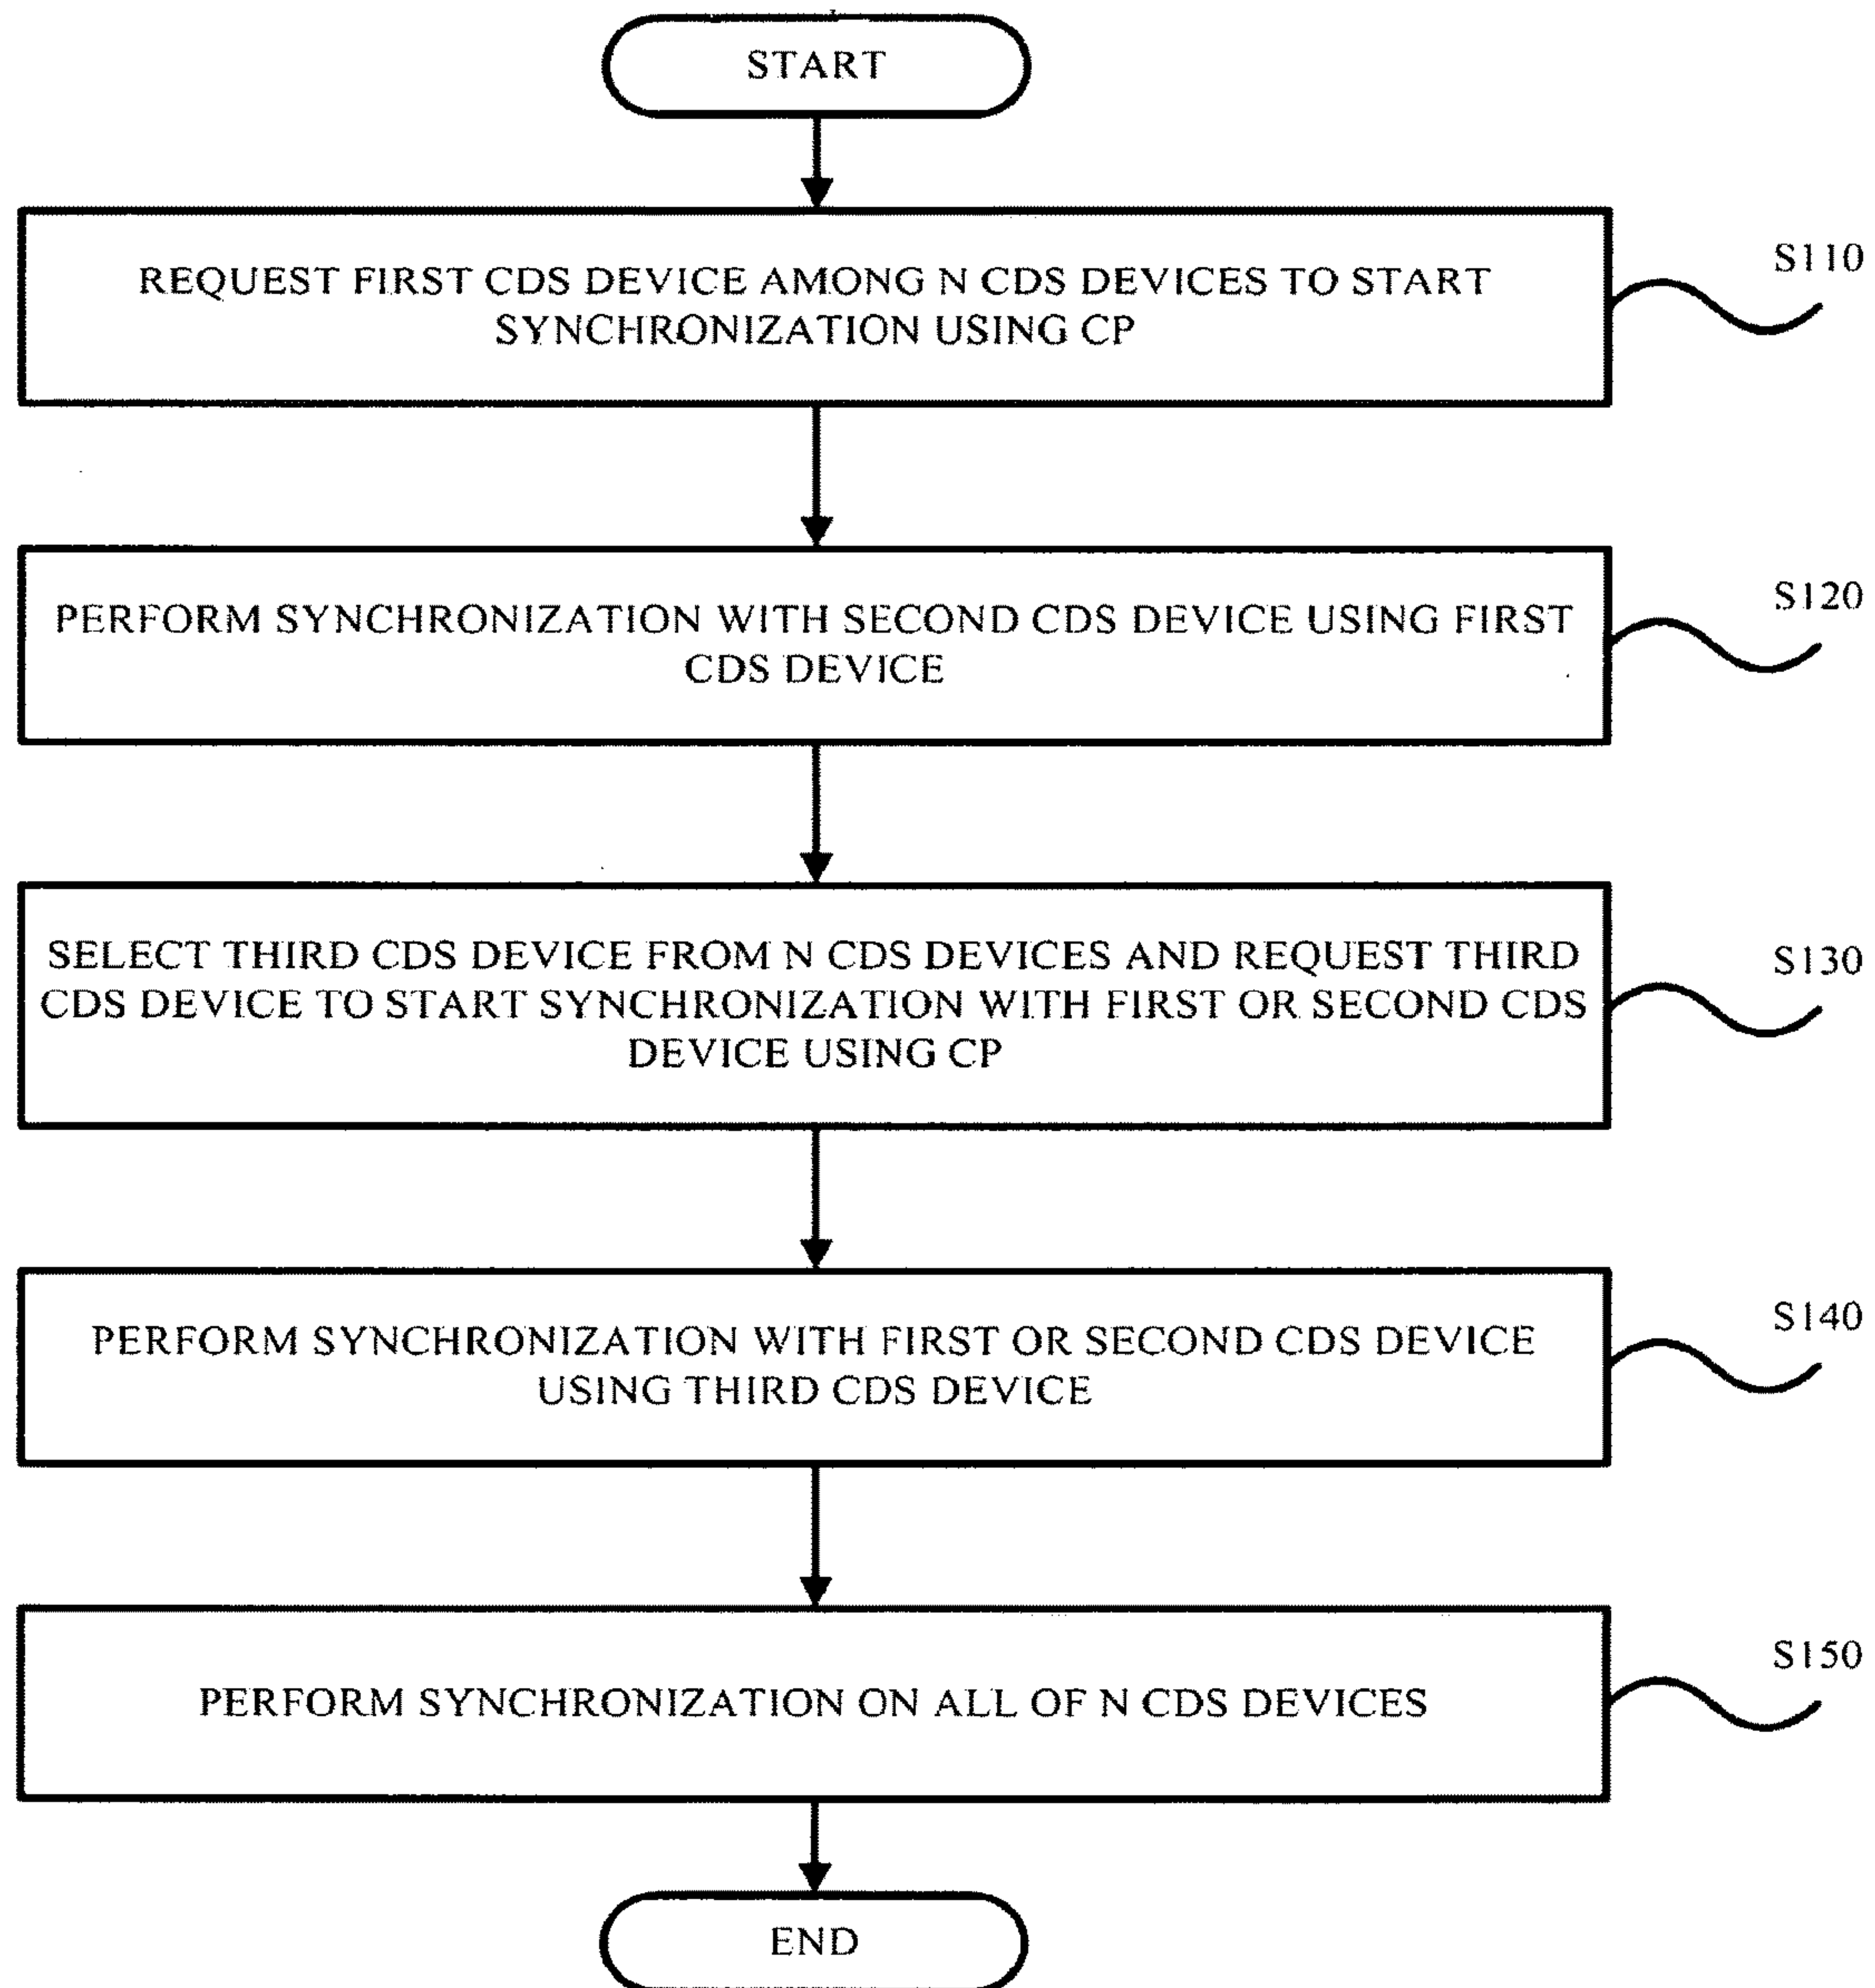 START
REQUEST FIRST CDS DEVICE AMONG N CDS DEVICES TO START
SYNCHRONIZATION USING CP
S110
PERFORM SYNCHRONIZATION WITH SECOND CDS DEVICE USING FIRST
CDS DEVICE
S120
SELECT THIRD CDS DEVICE FROM N CDS DEVICES AND REQUEST THIRD
CDS DEVICE TO START SYNCHRONIZATION WITH FIRST OR SECOND CDS
DEVICE USING CP
S130
PERFORM SYNCHRONIZATION WITH FIRST OR SECOND CDS DEVICE
USING THIRD CDS DEVICE
S140
PERFORM SYNCHRONIZATION ON ALL OF N CDS DEVICES
S150
END